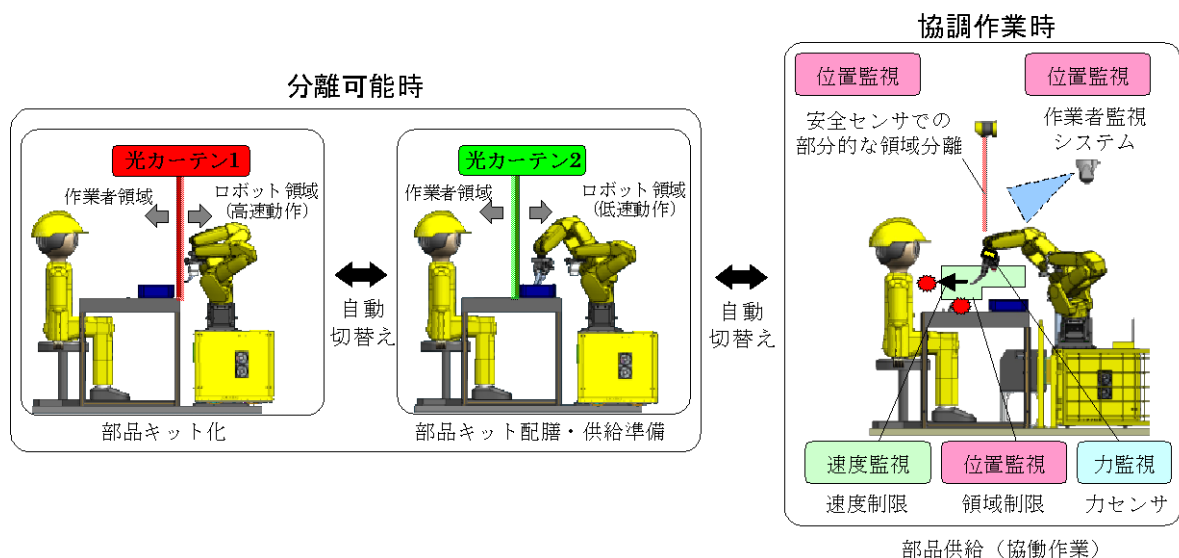 分離可能時
光カーテン1
作業者領域
ロボット領域
(高速動作)
部品キット化
自動
切替え
光カーテン2
作業者領域
ロボット領域
(低速動作)
部品キット配膳・供給準備
自動
切替え
協調作業時
位置監視
安全センサでの
部分的な領域分離
位置監視
作業者監視
システム
速度監視
速度制限
位置監視
領域制限
力監視
力センサ
部品供給（協働作業）